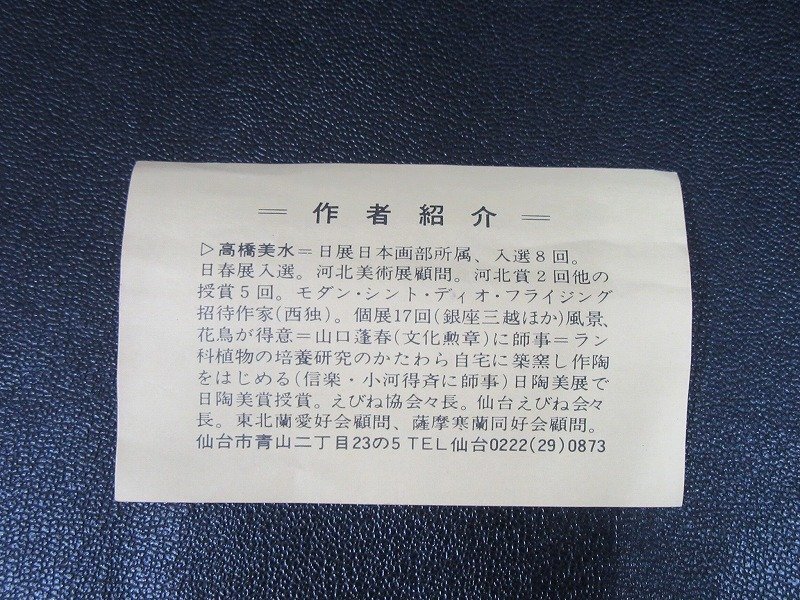 ＝ 作者紹介 ＝
▷高橋美水＝日展日本画部所属、入選8回。
日春展入選。河北美術展顧問。河北賞2回他の
授賞5回。モダン・シント・ディオ・フライジング
招待作家(西独)。個展17回(銀座三越ほか)風景、
花鳥が得意＝山口蓬春(文化勲章)に師事＝ラン
科植物の培養研究のかたわら自宅に築窯し作陶
をはじめる(信楽・小河得斉に師事)日陶美展で
日陶美賞授賞。えびね協会々長。仙台えびね会々
長。東北蘭愛好会顧問、薩摩寒蘭同好会顧問。
仙台市青山二丁目23の5 TEL仙台0222(29)0873